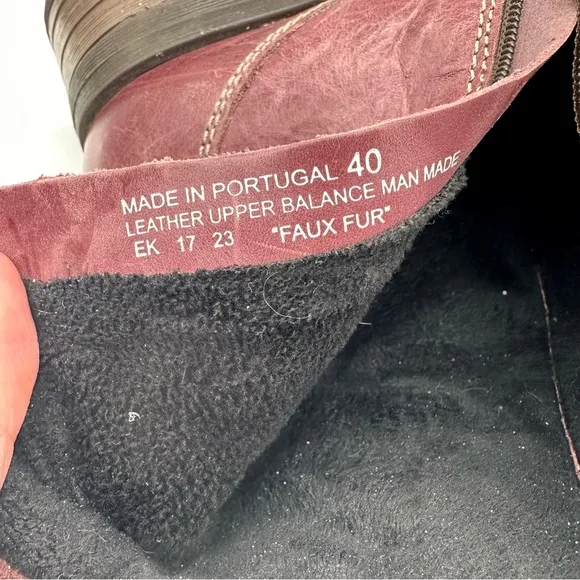 MADE IN PORTUGAL 40
LEATHER UPPER BALANCE MAN MADE
EK 17 23 "FAUX FUR"